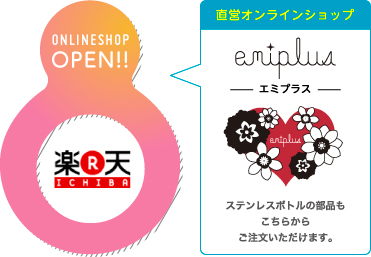 ONLINESHOP
OPEN!!
楽R天
ICHIBA
直営オンラインショップ
emiplus
エミプラス
emiplus
ステンレスボトルの部品も
こちらから
ご注文いただけます。